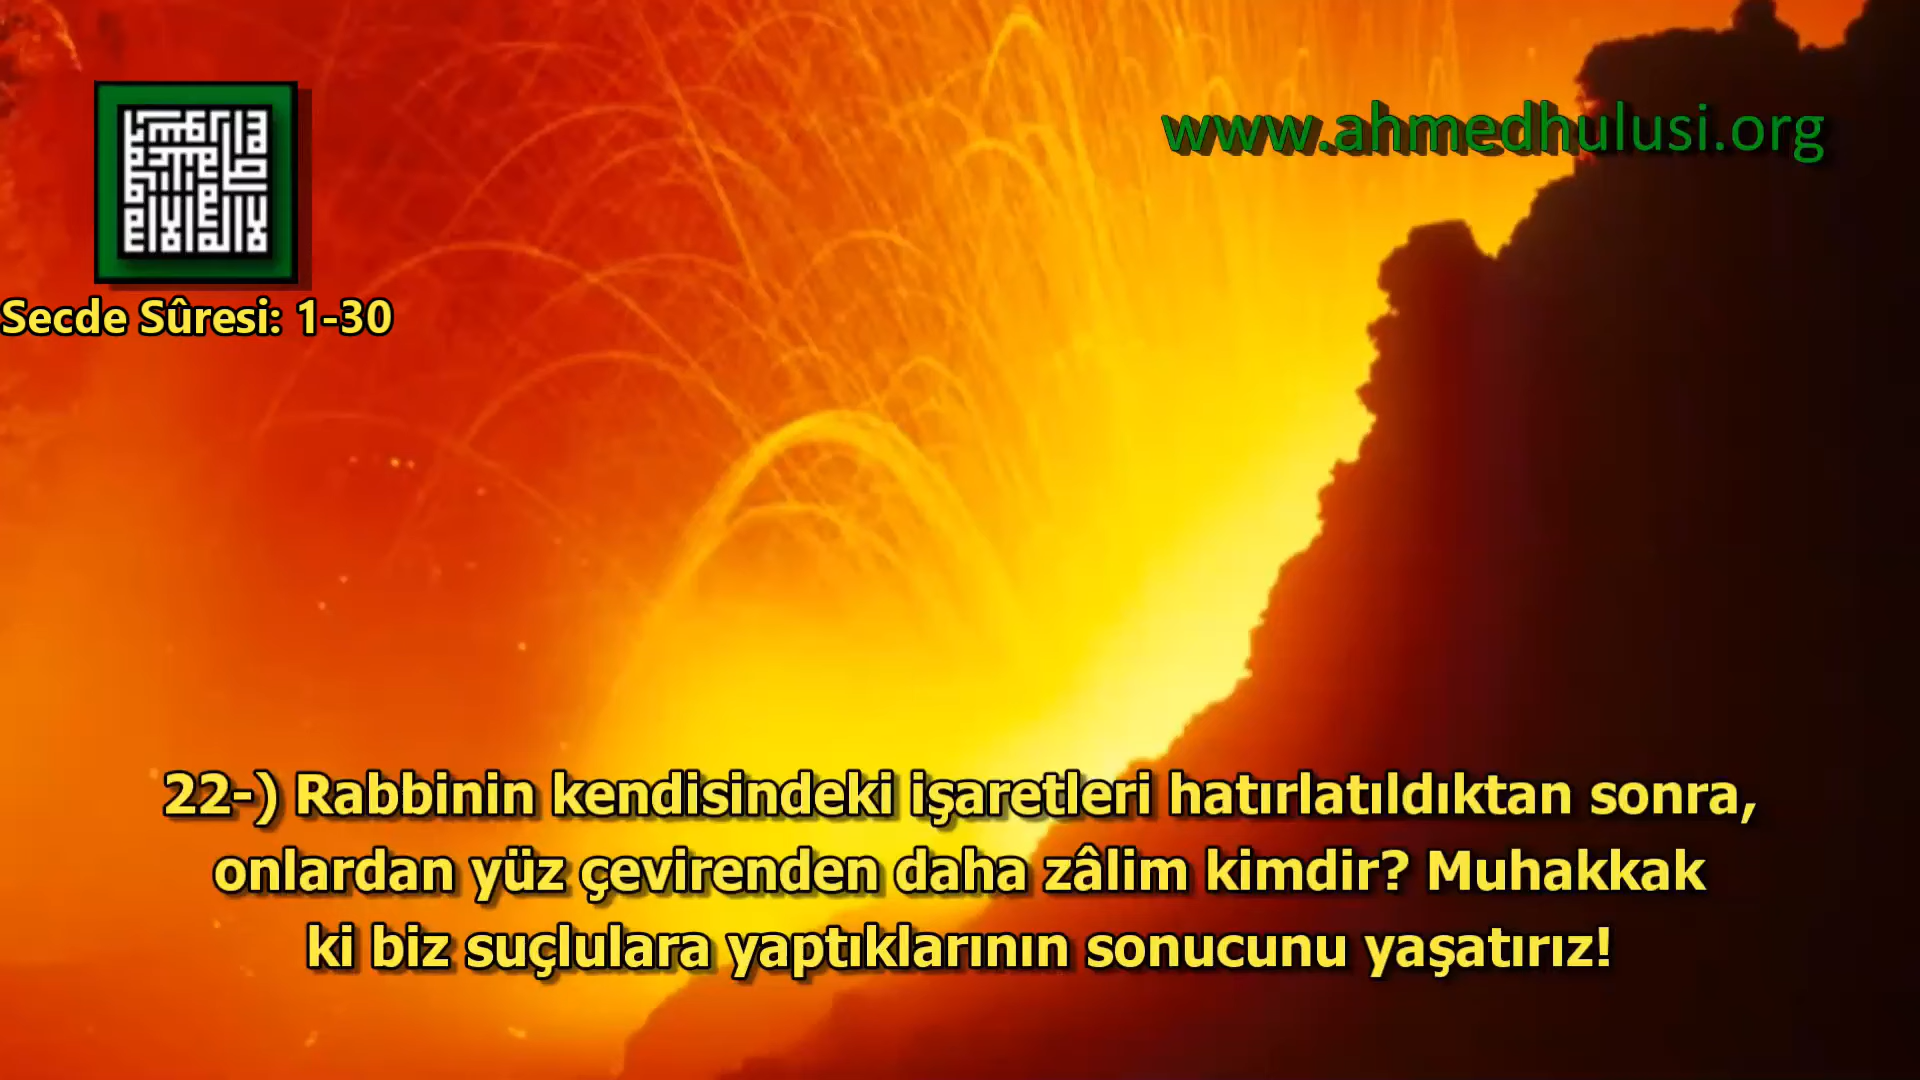 www.ahmedhulusi.org
Secde Sûresi: 1-30
22-) Rabbinin kendisindeki işaretleri hatırlatıldıktan sonra,
onlardan yüz çevirenden daha zâlim kimdir? Muhakkak
ki biz suçlulara yaptıklarının sonucunu yaşatırız!